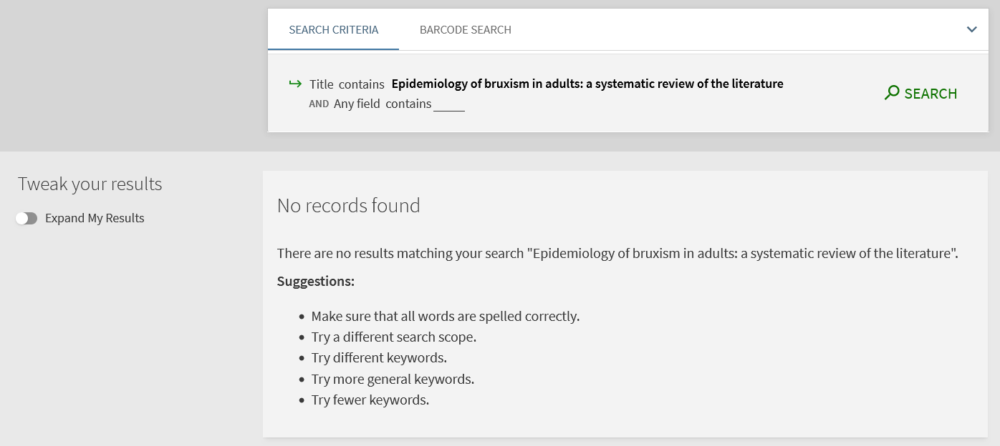 SEARCH CRITERIA BARCODE SEARCH
Title contains Epidemiology of bruxism in adults: a systematic review of the literature
AND Any field contains
SEARCH
Tweak your results
Expand My Results
No records found
There are no results matching your search "Epidemiology of bruxism in adults: a systematic review of the literature".
Suggestions:
Make sure that all words are spelled correctly.
Try a different search scope.
Try different keywords.
Try more general keywords.
Try fewer keywords.